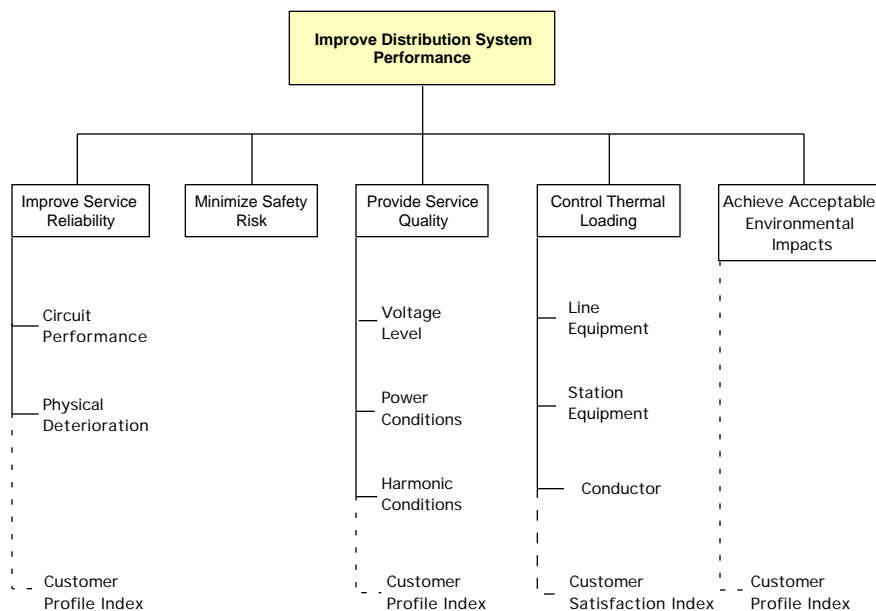 Improve Distribution System
Performance
Improve Service
Reliability
Minimize Safety
Risk
Provide Service
Quality
Control Thermal
Loading
Achieve Acceptable
Environmental
Impacts
Circuit
Performance
Physical
Deterioration
Customer
Profile Index
Voltage
Level
Power
Conditions
Harmonic
Conditions
Customer
Profile Index
Line
Equipment
Station
Equipment
Conductor
Customer
Satisfaction Index
Customer
Profile Index